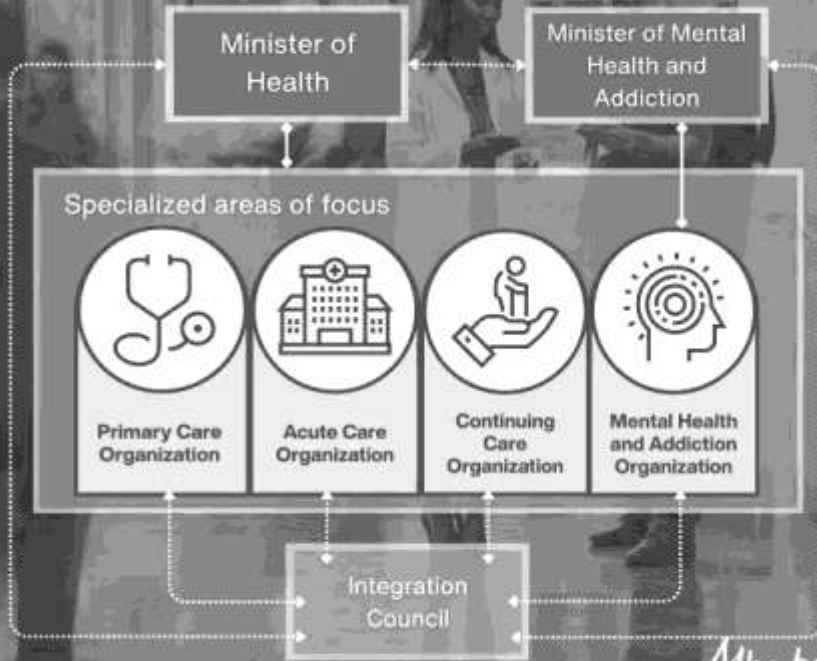 Minister of
Health
Minister of Mental
Health and
Addiction
Specialized areas of focus
Primary Care
Organization
Acute Care
Organization
Continuing
Care
Organization
Mental Health
and Addiction
Organization
Integration
Council